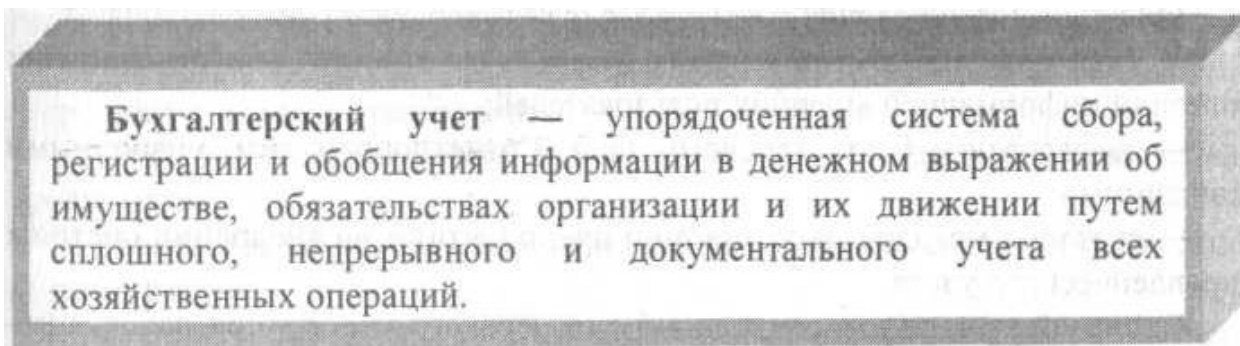 Бухгалтерский учет — упорядоченная система сбора,
регистрации и обобщения информации в денежном выражении об
имуществе, обязательствах организации и их движении путем
сплошного, непрерывного и документального учета всех
хозяйственных операций.